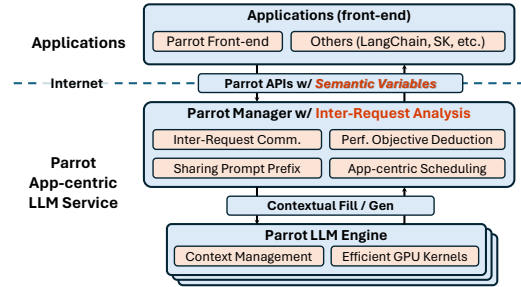 Applications (front-end)
Applications
Parrot Front-end
Others (LangChain, SK, etc.)
Internet
Parrot APIs w/ Semantic Variables
Parrot Manager w/ Inter-Request Analysis
Inter-Request Comm.
Perf. Objective Deduction
Sharing Prompt Prefix
App-centric Scheduling
Parrot
App-centric
LLM Service
Contextual Fill / Gen
Parrot LLM Engine
Context Management
Efficient GPU Kernels